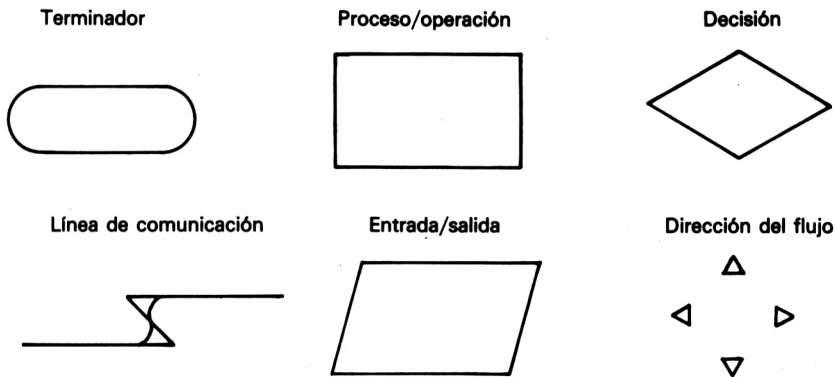 Terminador
Proceso/operación
Decisión
Línea de comunicación
Entrada/salida
Dirección del flujo